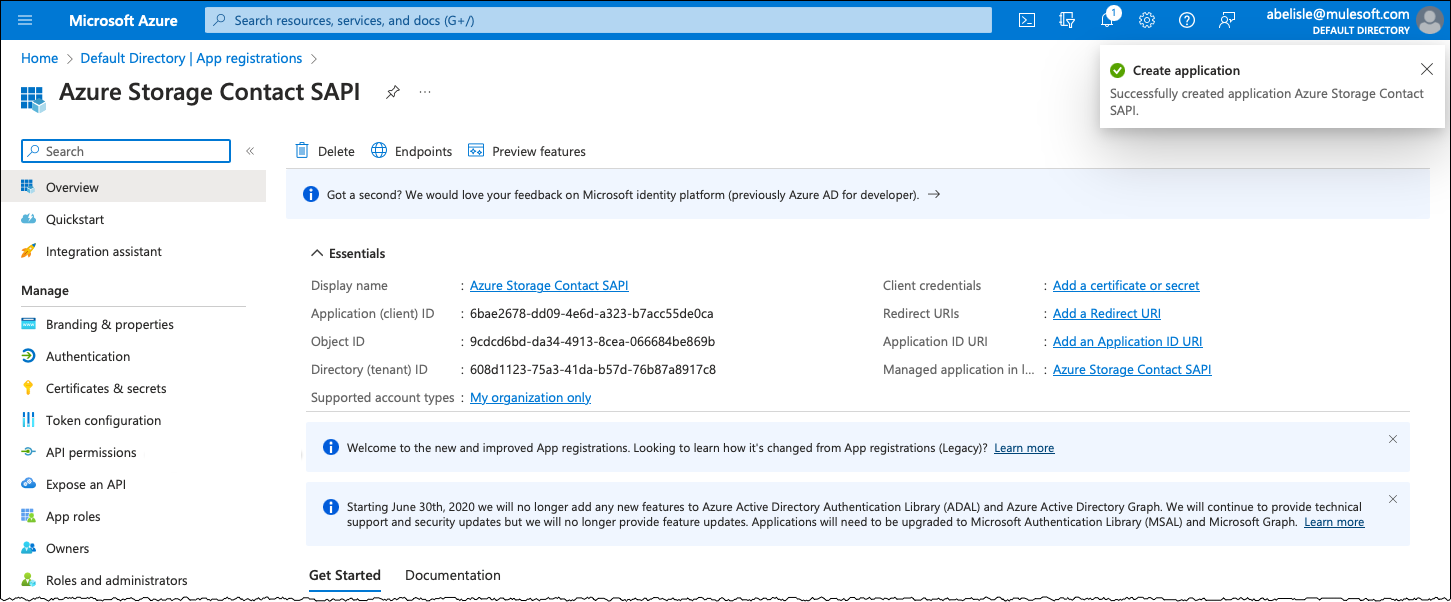 Microsoft Azure
Search resources, services, and docs (G+/)
1
abelisle@mulesoft.com
DEFAULT DIRECTORY
Home > Default Directory | App registrations >
Azure Storage Contact SAPI
...
Create application
Successfully created application Azure Storage Contact
SAPI.
Search
«
Delete
Endpoints
Preview features
Overview
Quickstart
Integration assistant
Manage
Branding & properties
Authentication
Certificates & secrets
Token configuration
API permissions
Expose an API
App roles
Owners
Roles and administrators
Got a second? We would love your feedback on Microsoft identity platform (previously Azure AD for developer). →
Essentials
Display name : Azure Storage Contact SAPI
Application (client) ID : 6bae2678-dd09-4e6d-a323-b7acc55de0ca
Object ID : 9cdcd6bd-da34-4913-8cea-066684be869b
Directory (tenant) ID : 608d1123-75a3-41da-b57d-76b87a8917c8
Supported account types : My organization only
Client credentials : Add a certificate or secret
Redirect URIs : Add a Redirect URI
Application ID URI : Add an Application ID URI
Managed application in l... : Azure Storage Contact SAPI
Welcome to the new and improved App registrations. Looking to learn how it's changed from App registrations (Legacy)? Learn more
Starting June 30th, 2020 we will no longer add any new features to Azure Active Directory Authentication Library (ADAL) and Azure Active Directory Graph. We will continue to provide technical
support and security updates but we will no longer provide feature updates. Applications will need to be upgraded to Microsoft Authentication Library (MSAL) and Microsoft Graph. Learn more
Get Started
Documentation